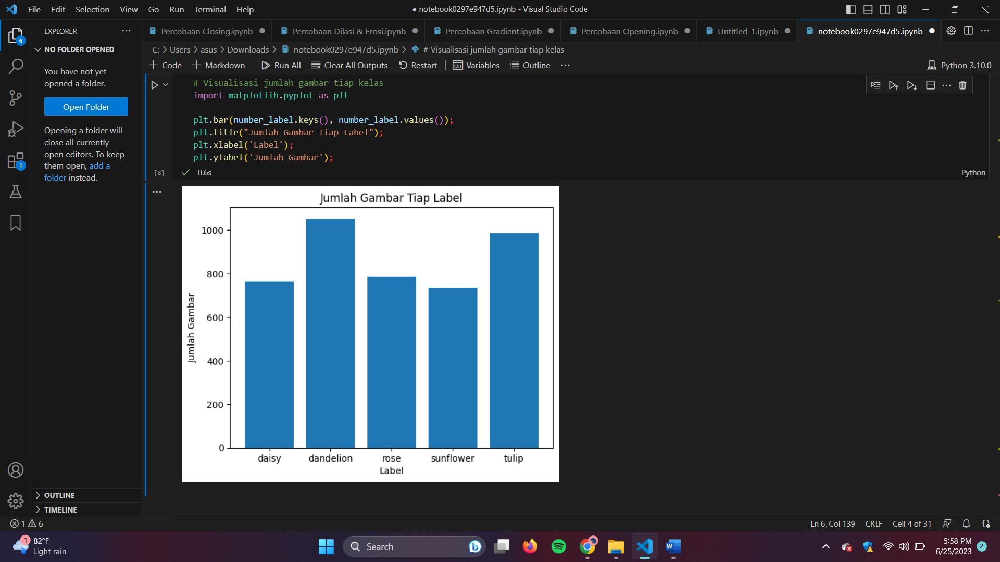 File Edit Selection View Go Run Terminal Help
● notebook0297e947d5.ipynb - Visual Studio Code
EXPLORER
Percobaan Closing.ipynb
Percobaan Dilasi & Erosi.ipynb
Percobaan Gradient.ipynb
Percobaan Opening.ipynb
Untitled-1.ipynb
notebook0297e947d5.ipynb
6
NO FOLDER OPENED
You have not yet
opened a folder.
Open Folder
Opening a folder will
close all currently
open editors. To keep
them open, add a
folder instead.
1
OUTLINE
TIMELINE
C: > Users > asus > Downloads > notebook0297e947d5.ipynb > # Visualisasi jumlah gambar tiap kelas
+ Code + Markdown | Run All Clear All Outputs Restart | Variables Outline ···
Python 3.10.0
# Visualisasi jumlah gambar tiap kelas
import matplotlib.pyplot as plt
plt.bar(number_label.keys(), number_label.values());
plt.title("Jumlah Gambar Tiap Label");
plt.xlabel('Label');
plt.ylabel('Jumlah Gambar');
[8]
0.6s
Python
Jumlah Gambar Tiap Label
Jumlah Gambar
1000
800
600
400
200
0
daisy dandelion rose sunflower tulip
Label
1 6
Ln 6, Col 139 CRLF Cell 4 of 31
1
82°F
Light rain
Search
5:58 PM
6/25/2023
2